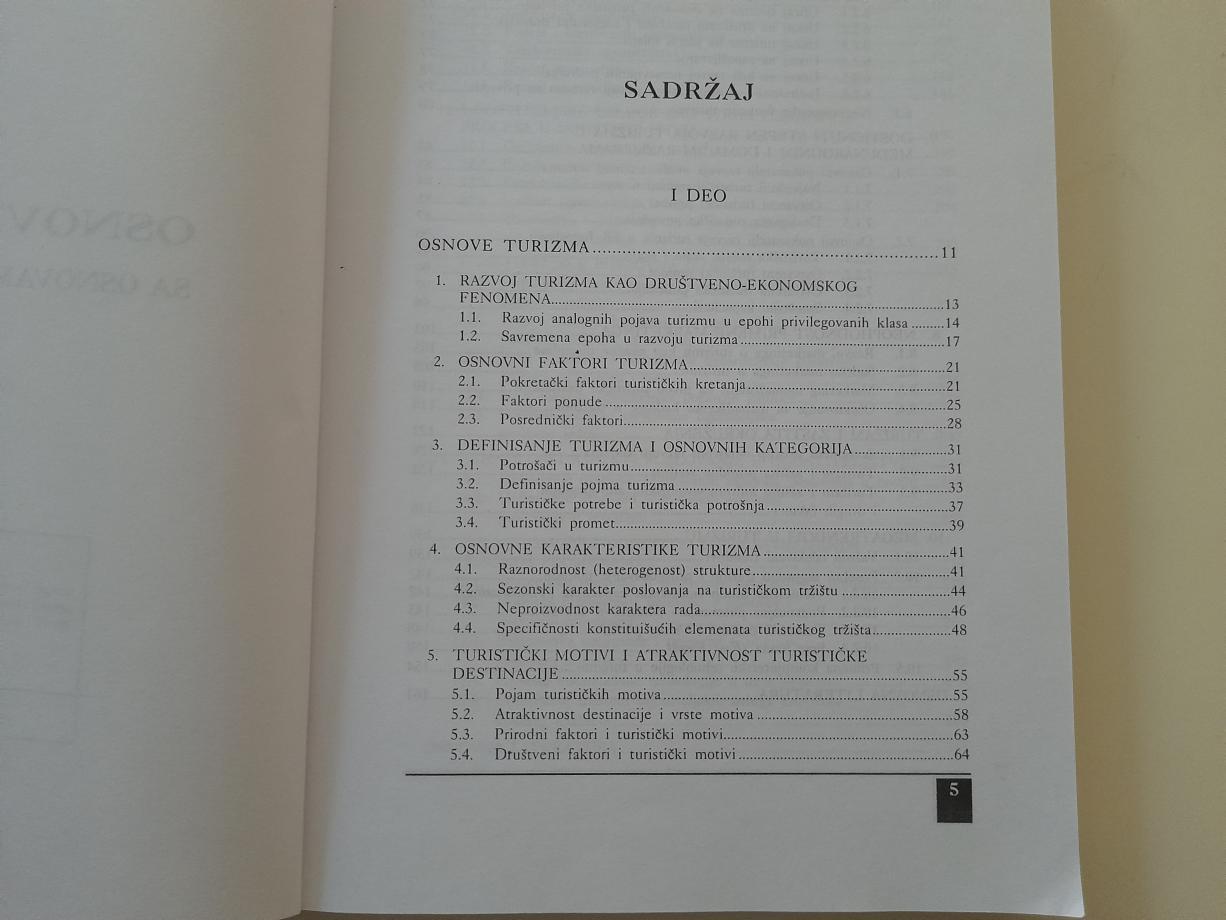 SADRŽAJ
I DEO
OSNOVE TURIZMA........................................................11
1. RAZVOJ TURIZMA KAO DRUŠTVENO-EKONOMSKOG
FENOMENA........................................................13
1.1. Razvoj analognih pojava turizmu u epohi privilegovanih klasa.........14
1.2. Savremena epoha u razvoju turizma........................................17
2. OSNOVNI FAKTORI TURIZMA........................................21
2.1. Pokretački faktori turističkih kretanja........................................21
2.2. Faktori ponude........................................25
2.3. Posrednički faktori........................................28
3. DEFINISANJE TURIZMA I OSNOVNIH KATEGORIJA....................31
3.1. Potrošači u turizmu........................................31
3.2. Definisanje pojma turizma........................................33
3.3. Turističke potrebe i turistička potrošnja........................................37
3.4. Turistički promet........................................39
4. OSNOVNE KARAKTERISTIKE TURIZMA........................................41
4.1. Raznorodnost (heterogenost) strukture........................................41
4.2. Sezonski karakter poslovanja na turističkom tržištu....................44
4.3. Neproizvodnost karaktera rada........................................46
4.4. Specifičnosti konstituišućih elemenata turističkog tržišta....................48
5. TURISTIČKI MOTIVI I ATRAKTIVNOST TURISTIČKE
DESTINACIJE........................................55
5.1. Pojam turističkih motiva........................................55
5.2. Atraktivnost destinacije i vrste motiva........................................58
5.3. Prirodni faktori i turistički motivi........................................63
5.4. Društveni faktori i turistički motivi........................................64
5